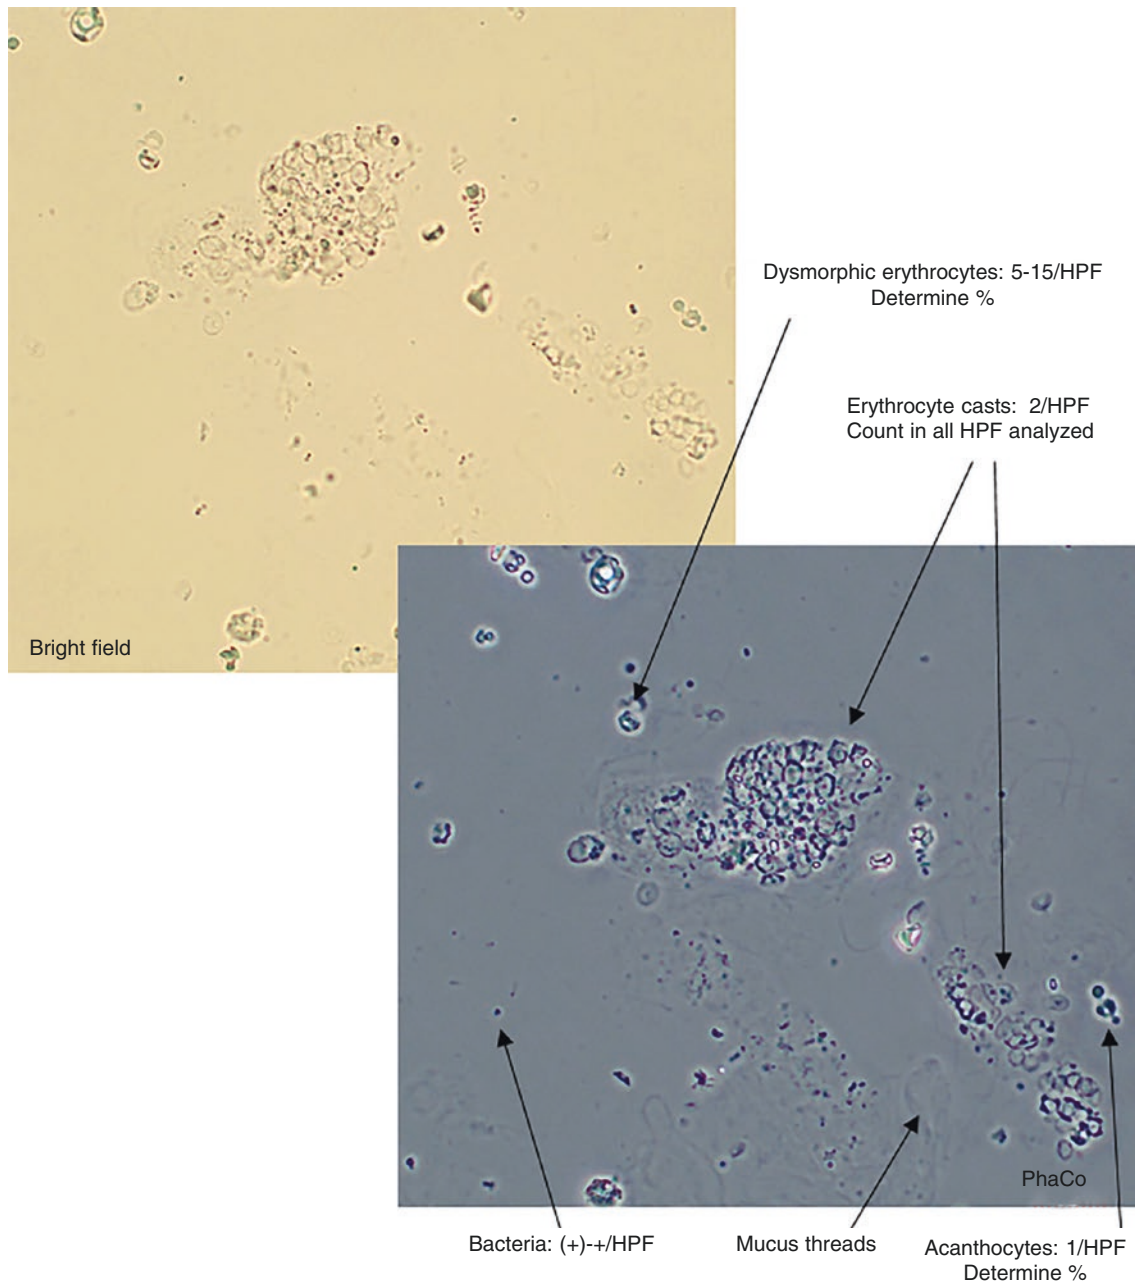 Dysmorphic erythrocytes: 5-15/HPF
Determine %
Erythrocyte casts:  2/HPF
Count in all HPF analyzed
Bright field
PhaCo
Bacteria: (+)-+/HPF
Mucus threads
Acanthocytes: 1/HPF
Determine %